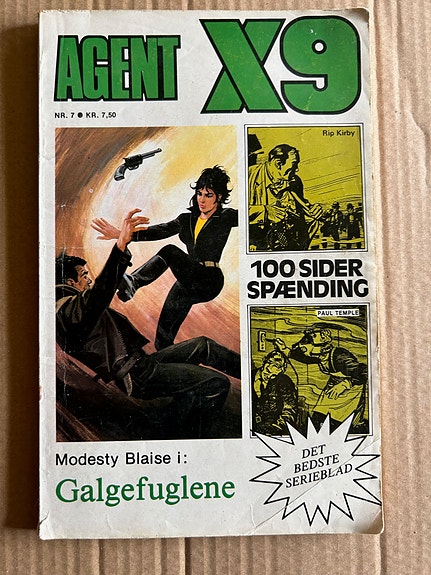 AGENT X9
NR. 7 ● KR. 7,50
Rip Kirby
100 SIDER
SPÆNDING
PAUL TEMPLE
Modesty Blaise i:
Galgefuglene
DET
BEDSTE
SERIEBLAD